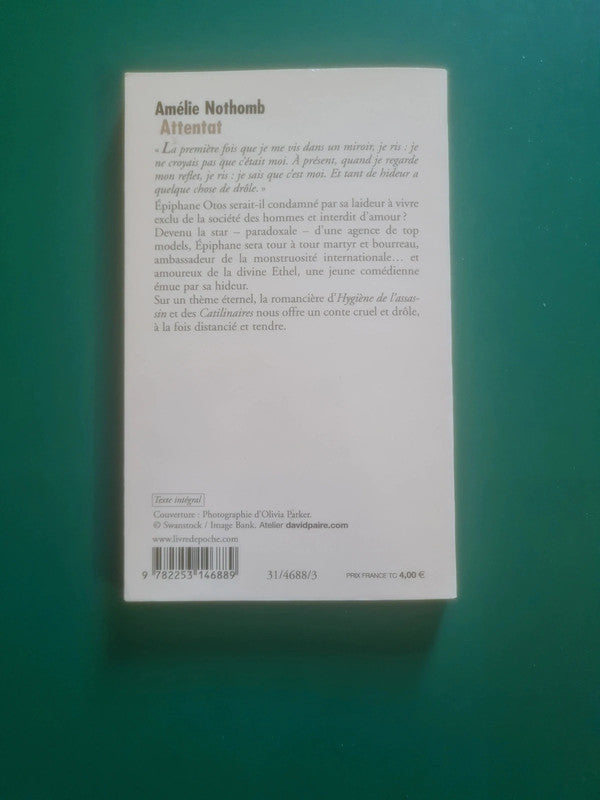 Amélie Nothomb
Attentat
« La première fois que je me vis dans un miroir, je ris : je
ne croyais pas que c'était moi. À présent, quand je regarde
mon reflet, je ris : je sais que c'est moi. Et tant de hideur a
quelque chose de drôle. »
Épiphane Otos serait-il condamné par sa laideur à vivre
exclu de la société des hommes et interdit d'amour ?
Devenu la star – paradoxale – d'une agence de top
models, Épiphane sera tour à tour martyr et bourreau,
ambassadeur de la monstruosité internationale... et
amoureux de la divine Ethel, une jeune comédienne
émue par sa hideur.
Sur un thème éternel, la romancière d'Hygiène de l'assas-
sin et des Catilinaires nous offre un conte cruel et drôle,
à la fois distancié et tendre.
Texte intégral
Couverture : Photographie d'Olivia Parker.
© Swanstock / Image Bank. Atelier davidpaire.com
www.livredepoche.com
9 782253 146889
31/4688/3
PRIX FRANCE TC 4,00 €